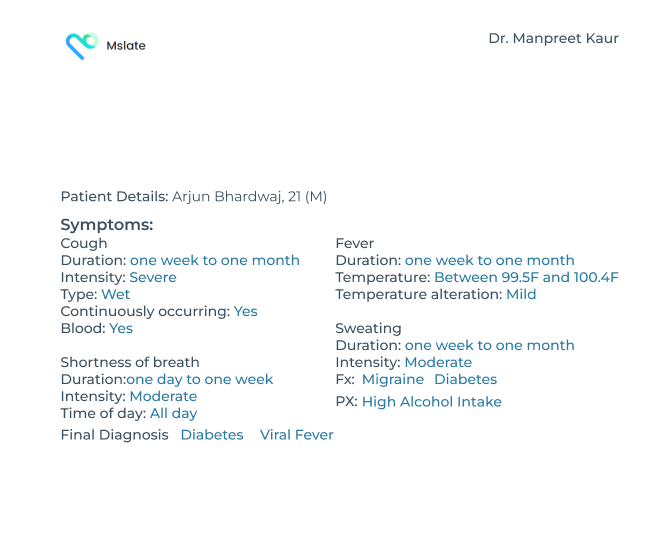 Mslate
Dr. Manpreet Kaur
Patient Details: Arjun Bhardwaj, 21 (M)
Symptoms:
Cough
Duration: one week to one month
Intensity: Severe
Type: Wet
Continuously occurring: Yes
Blood: Yes
Shortness of breath
Duration:one day to one week
Intensity: Moderate
Time of day: All day
Fever
Duration: one week to one month
Temperature: Between 99.5F and 100.4F
Temperature alteration: Mild
Sweating
Duration: one week to one month
Intensity: Moderate
Fx: Migraine Diabetes
PX: High Alcohol Intake
Final Diagnosis Diabetes Viral Fever